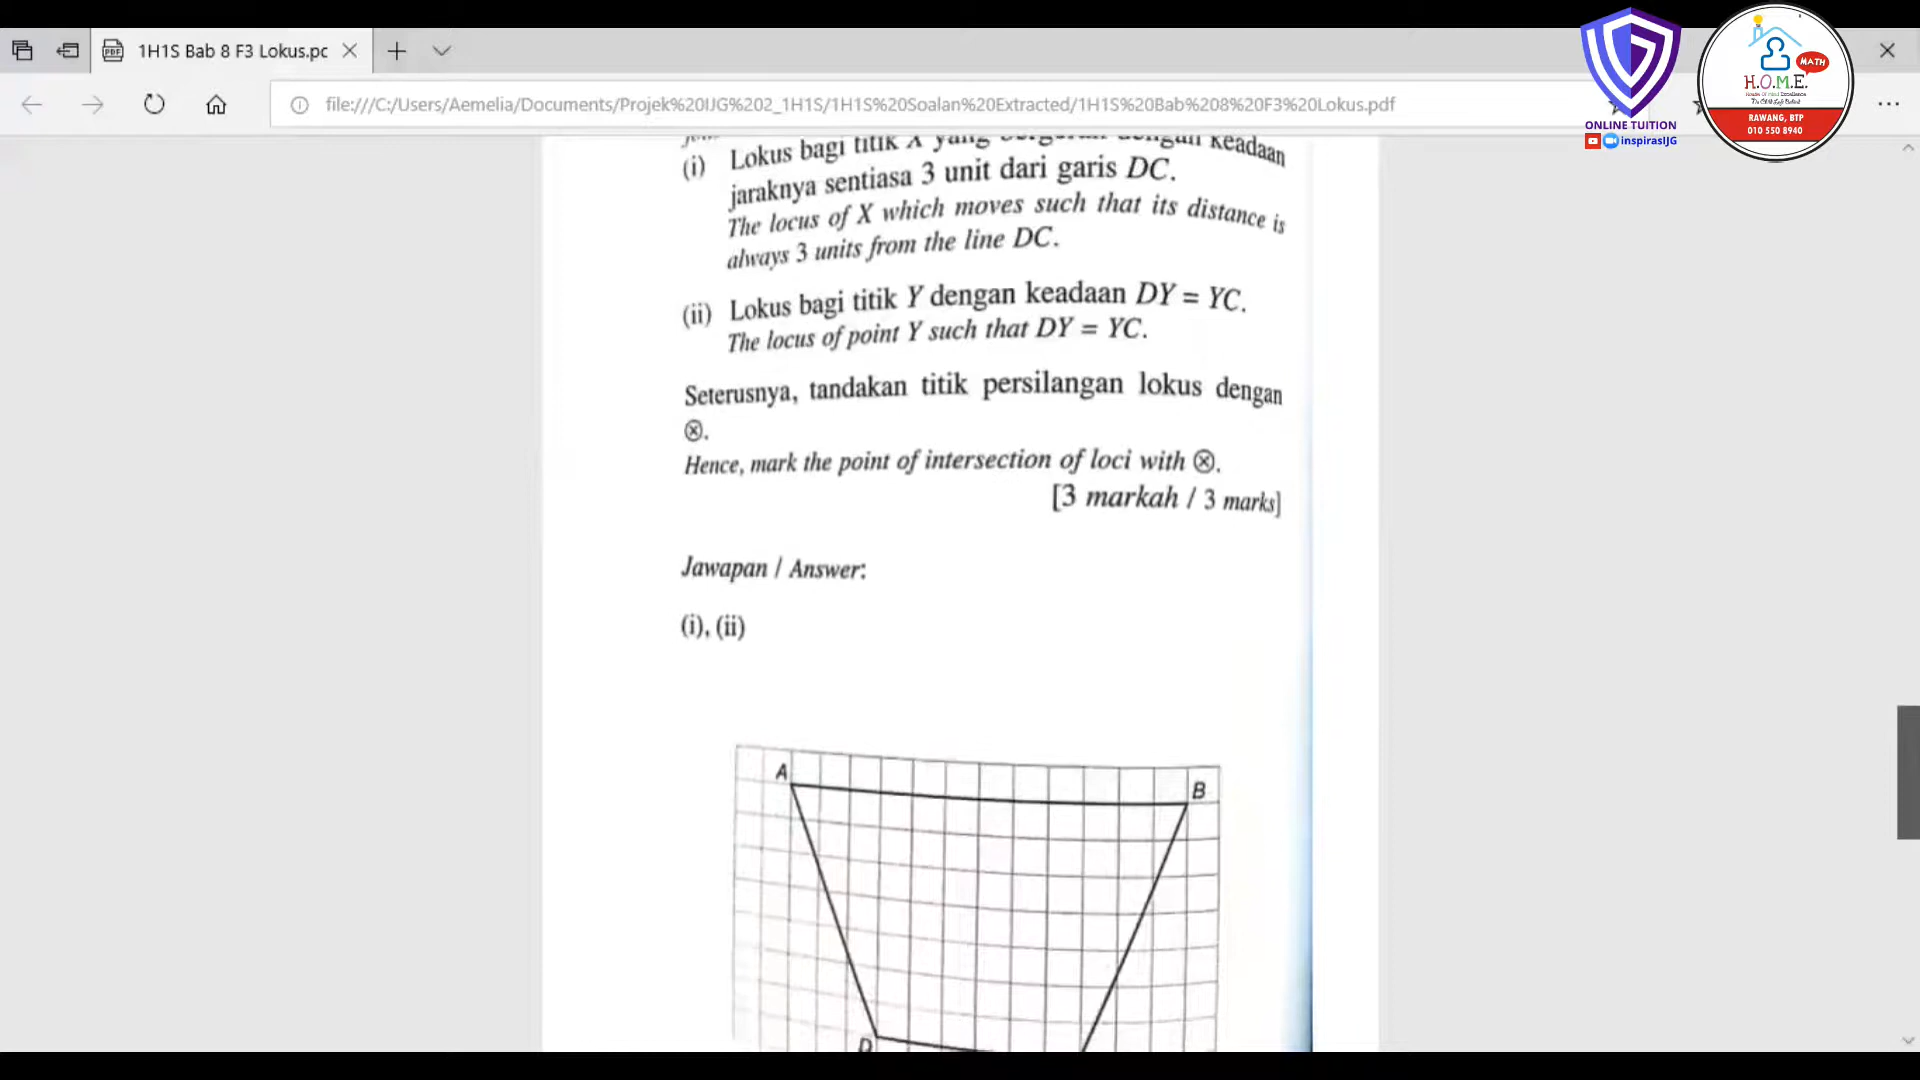 1H1S Bab 8 F3 Lokus.pc
file:///C:/Users/Aemelia/Documents/Projek%20IJG%202_1H1S/1H1S%20Soalan%20Extracted/1H1S%20Bab%208%20F3%20Lokus.pdf
ONLINE TUITION
inspirasIJG
MATH
H.O.M.E.
RAWANG, BTP
010 550 8940
(i) Lokus bagi titik X yang bergerak dengan keadaan
jaraknya sentiasa 3 unit dari garis DC.
The locus of X which moves such that its distance is
always 3 units from the line DC.
(ii) Lokus bagi titik Y dengan keadaan DY = YC.
The locus of point Y such that DY = YC.
Seterusnya, tandakan titik persilangan lokus dengan
⊗.
Hence, mark the point of intersection of loci with ⊗.
[3 markah / 3 marks]
Jawapan / Answer:
(i), (ii)
A
B
D